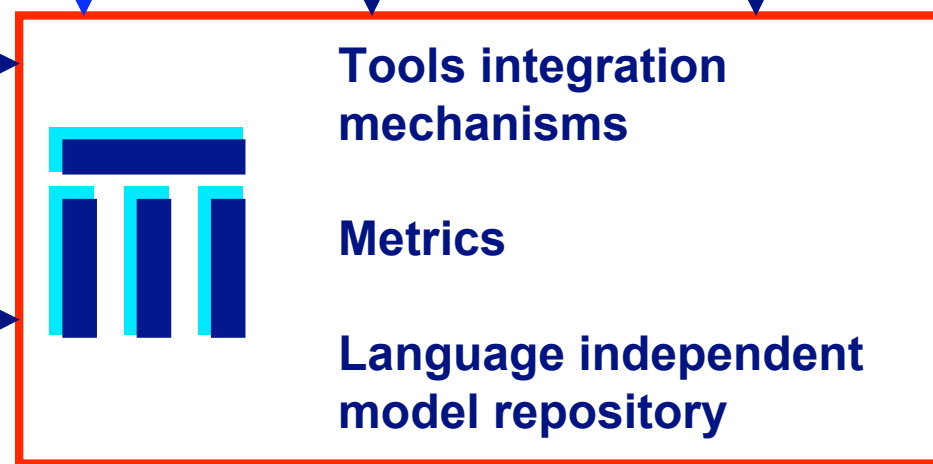 Tools integration
mechanisms
Metrics
Language independent
model repository